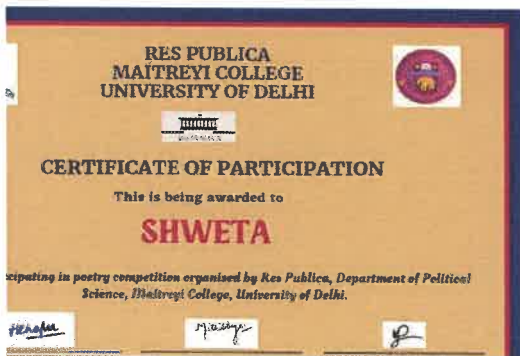 RES PUBLICA
MAITREYI COLLEGE
UNIVERSITY OF DELHI
CERTIFICATE OF PARTICIPATION
This is being awarded to
SHWETA
cipating in poetry competition organised by Res Publica, Department of Political
Science, Maitreyi College, University of Delhi.